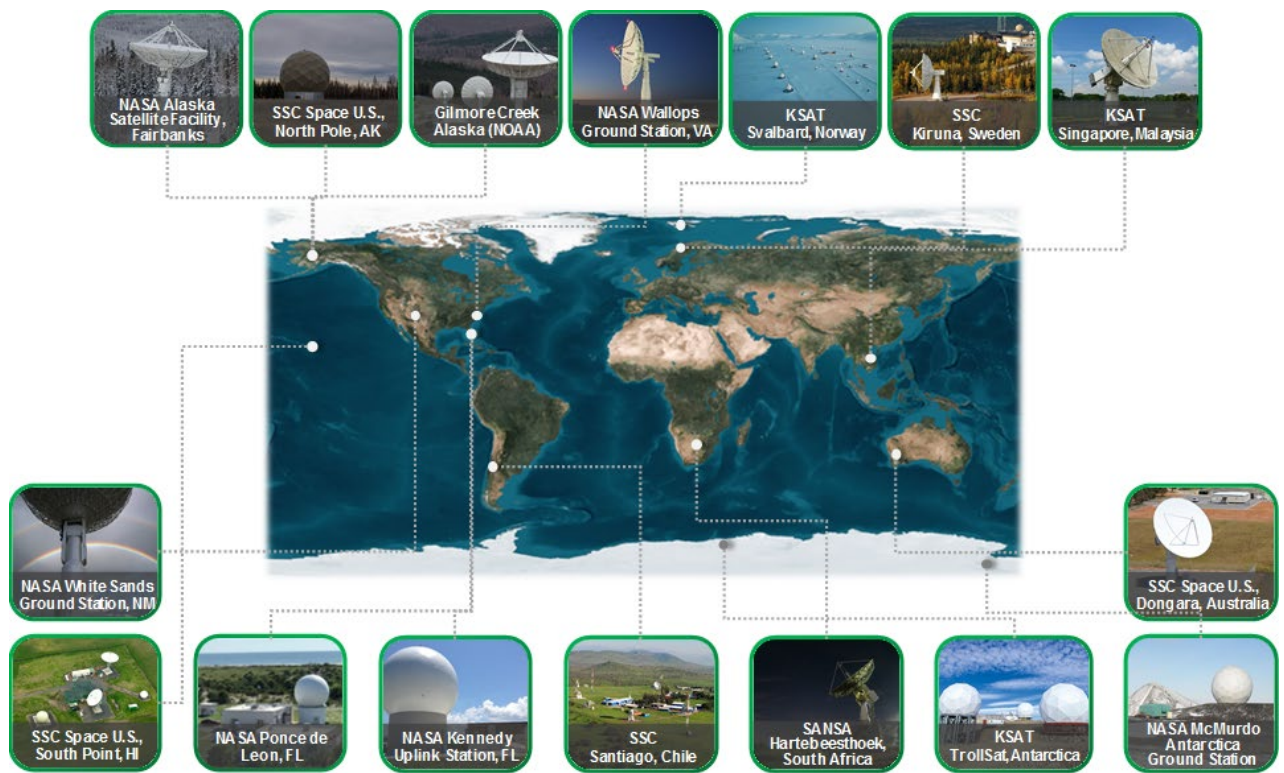 NASA Alaska
Satellite Facility,
Fairbanks
SSC Space U.S.,
North Pole, AK
Gilmore Creek
Alaska (NOAA)
NASA Wallops
Ground Station, VA
KSAT
Svalbard, Norway
SSC
Kiruna, Sweden
KSAT
Singapore, Malaysia
NASA White Sands
Ground Station, NM
SSC Space U.S.,
Dongara, Australia
SSC Space U.S.,
South Point, HI
NASA Ponce de
Leon, FL
NASA Kennedy
Uplink Station, FL
SSC
Santiago, Chile
SANSA
Hartebeesthoek,
South Africa
KSAT
TrollSat, Antarctica
NASA McMurdo
Antarctica
Ground Station